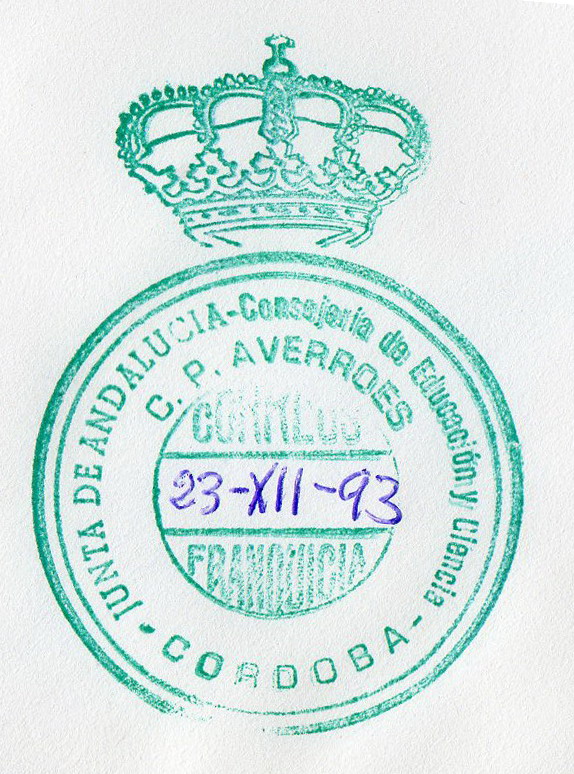 JUNTA DE ANDALUCIA-Consejería de Educación y Ciencia
C. P. AVERROES
CORREOS
23-XII-93
FRANQUICIA
- CORDOBA -